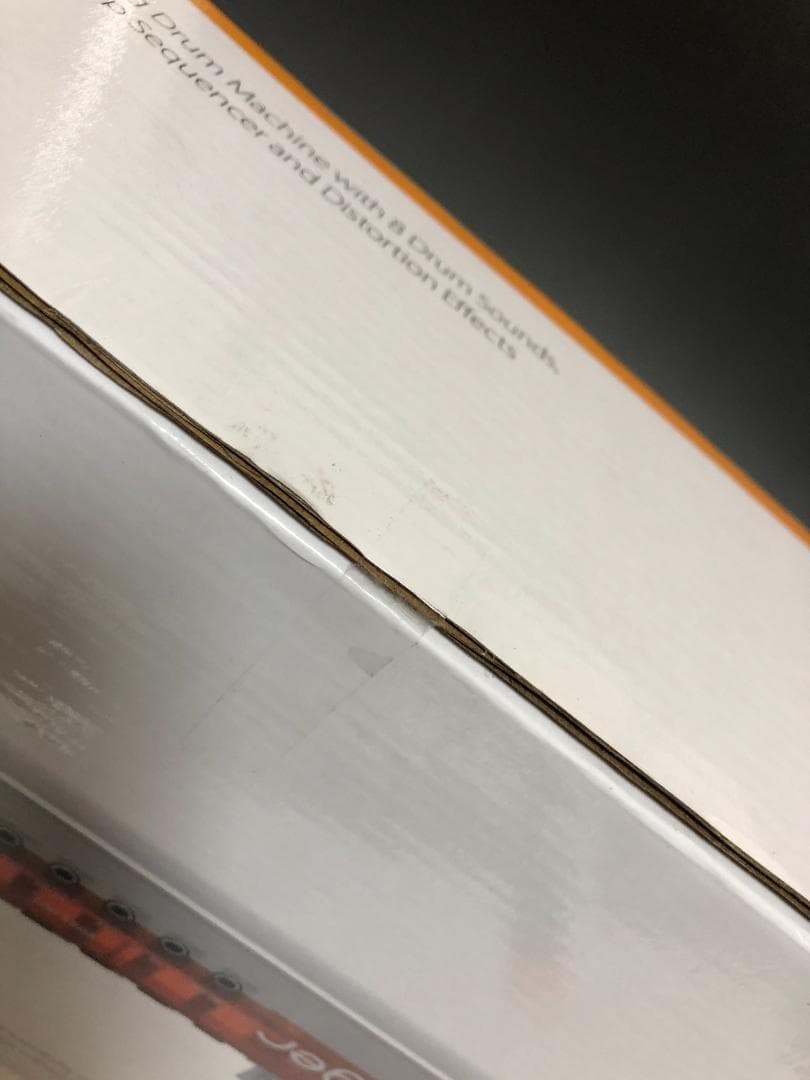 g Drum Machine with 8 Drum Sounds,
p Sequencer and Distortion Effects